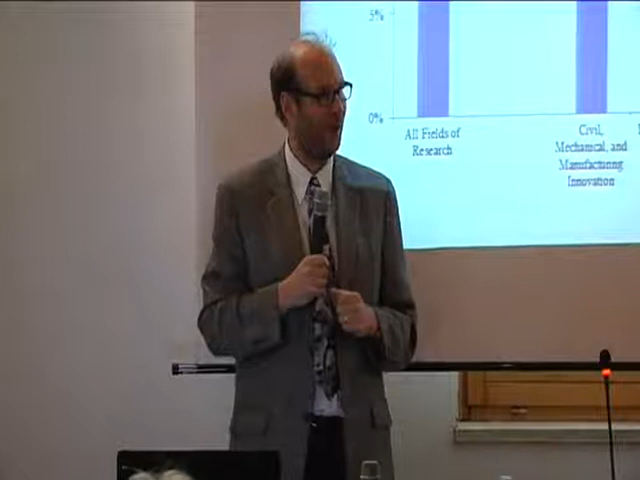 5%
0%
All Fields of
Research
Civil,
Mechanical, and
Manufacturing
Innovation